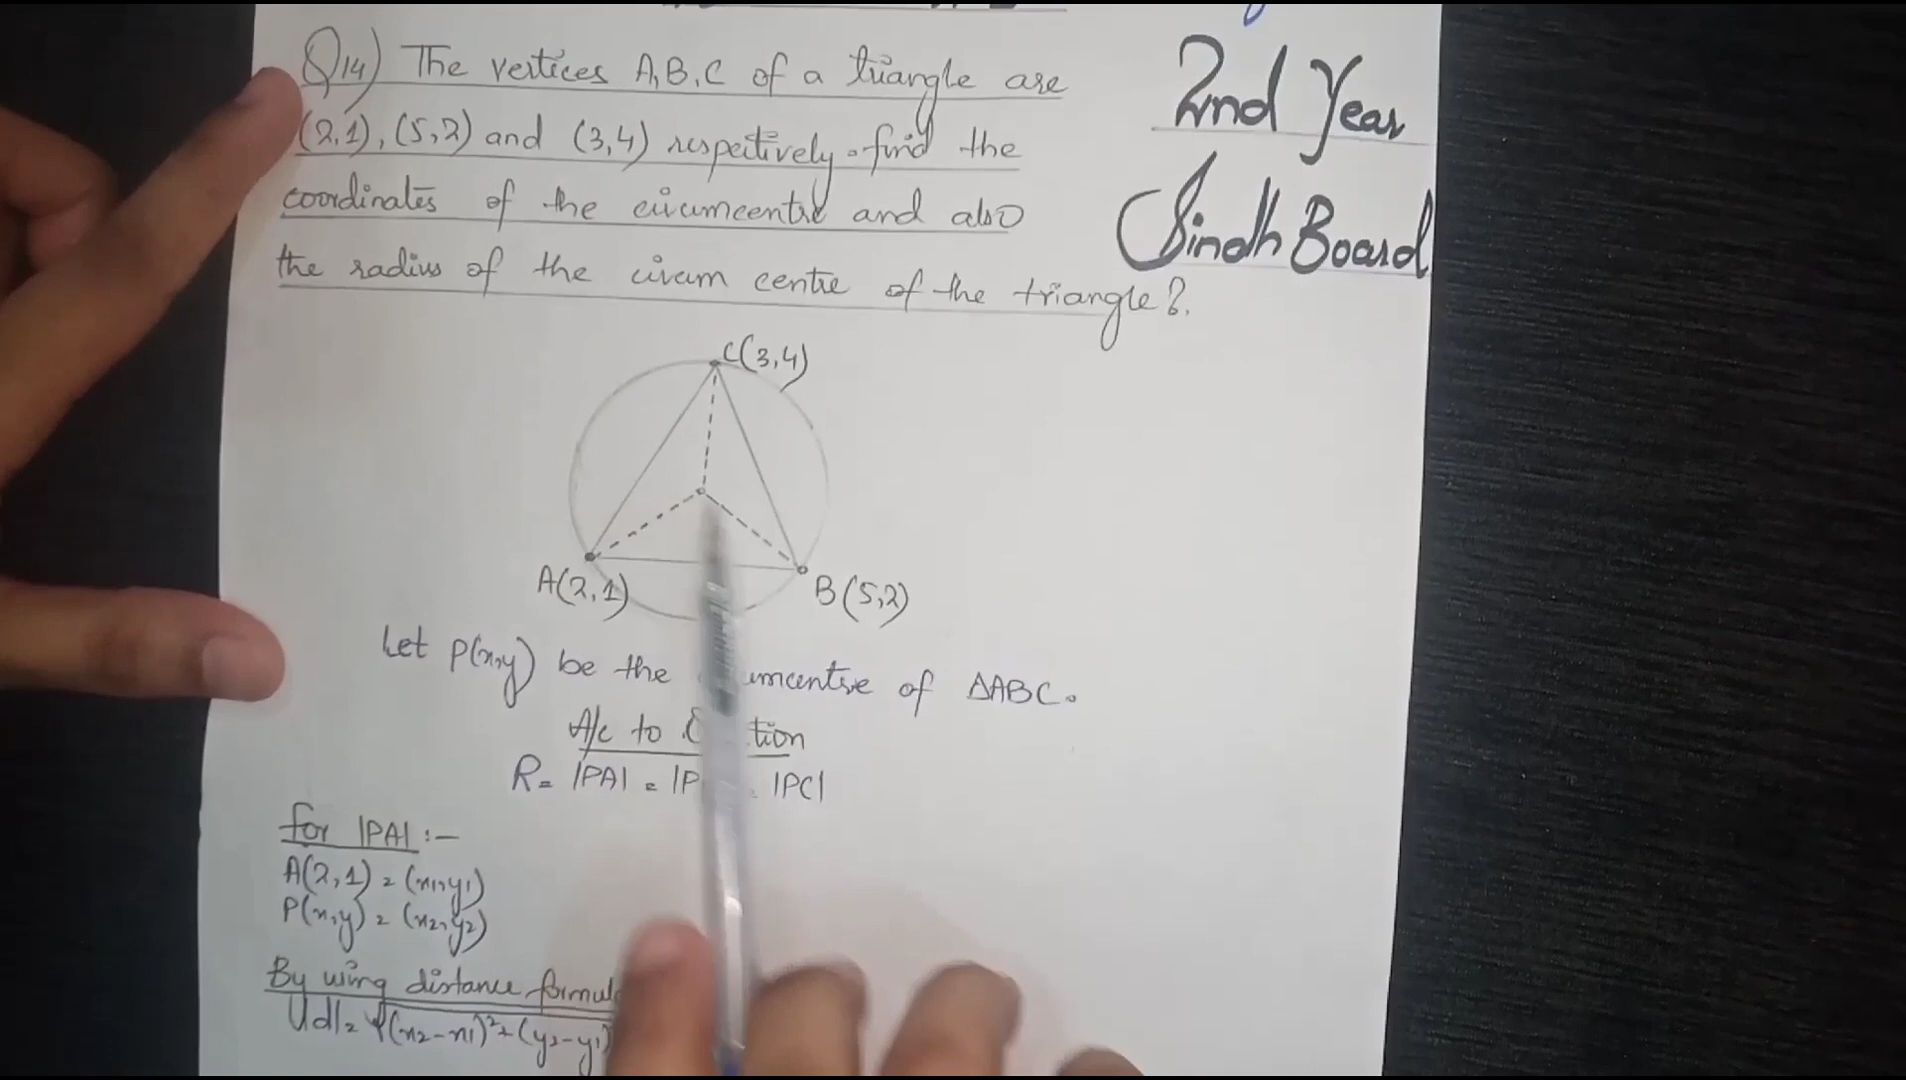 Q14) The vertices A,B,C of a triangle are
(2,1), (5,2) and (3,4) respectively. find the
coordinates of the circumcentre and also
the radius of the circum centre of the triangle?.
2nd Year
Sindh Board
C(3,4)
A(2,1)
B(5,2)
Let P(x,y) be the umcentre of ΔABC.
A/c to tion
R= |PA| = |P = |PC|
for |PA| :-
A(2,1) = (x1,y1)
P(x,y) = (x2,y2)
By using distance formul
|d|= √(x2-x1)²+(y2-y1)